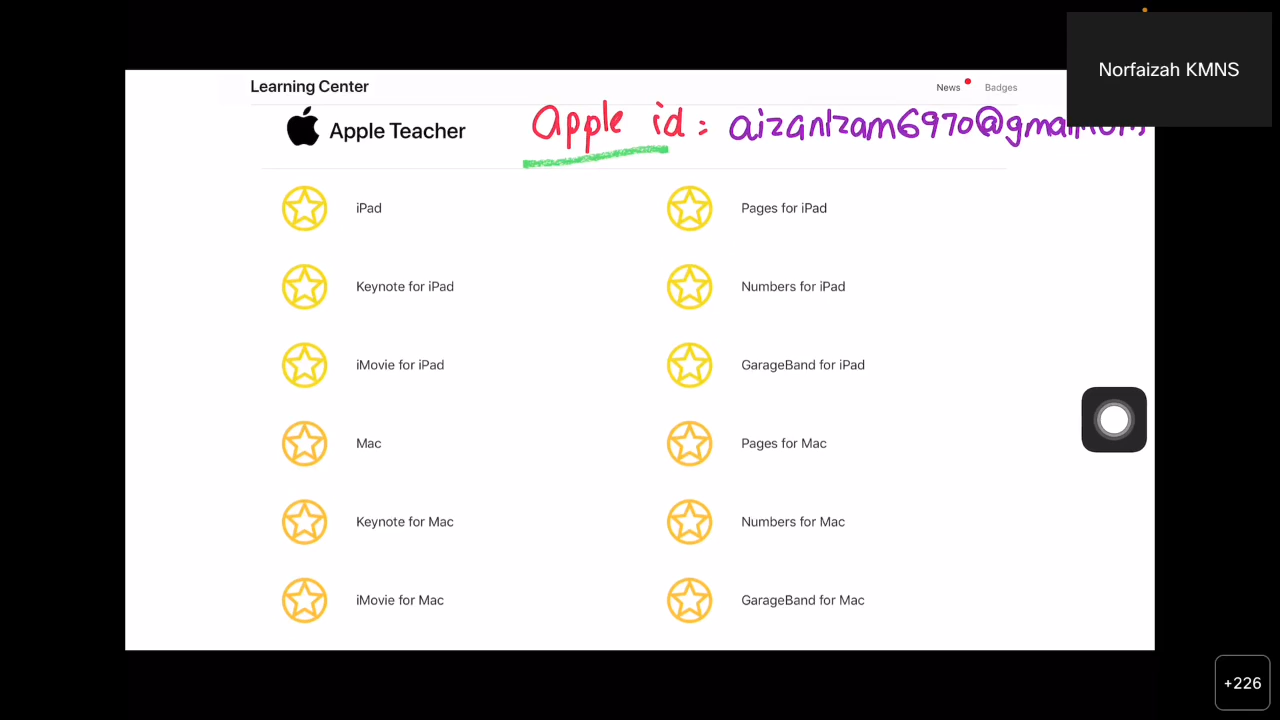 Norfaizah KMNS
Learning Center
News
Badges
Apple Teacher
apple id : aizanizam6970@gmail.com
iPad
Pages for iPad
Keynote for iPad
Numbers for iPad
iMovie for iPad
GarageBand for iPad
Mac
Pages for Mac
Keynote for Mac
Numbers for Mac
iMovie for Mac
GarageBand for Mac
+226